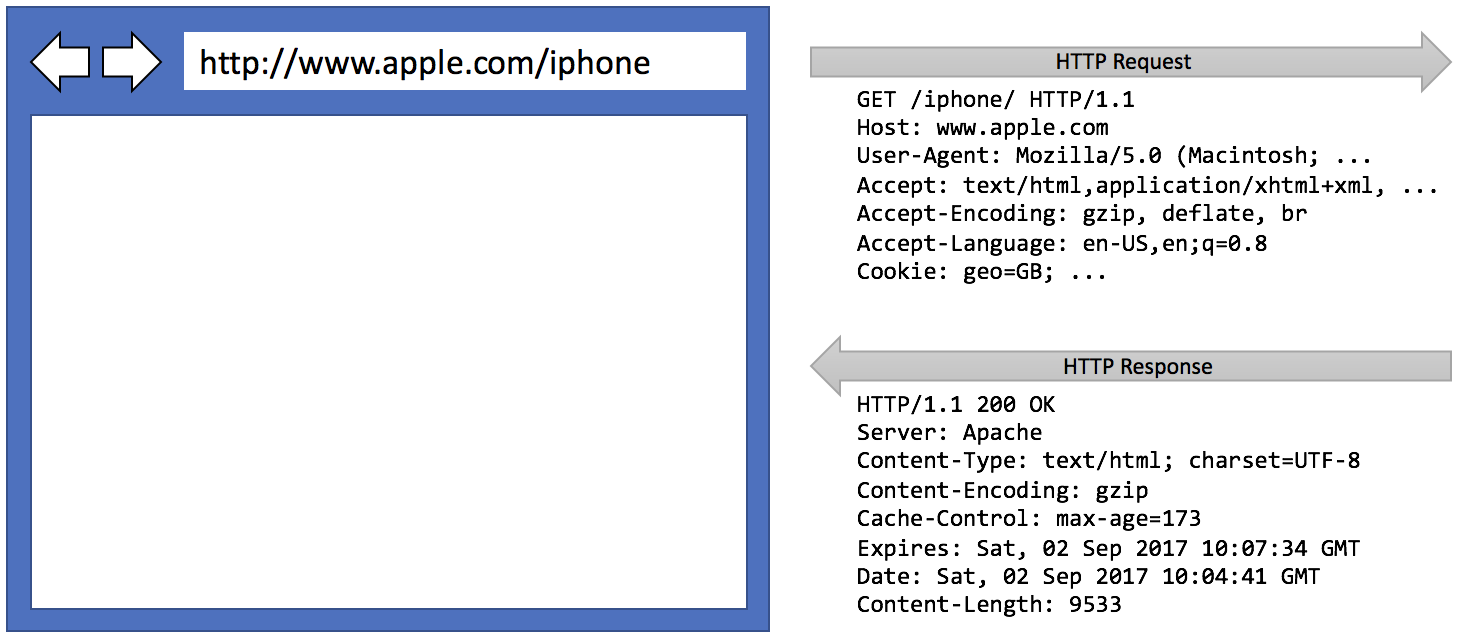 http://www.apple.com/iphone
HTTP Request
GET /iphone/ HTTP/1.1
Host: www.apple.com
User-Agent: Mozilla/5.0 (Macintosh; ...
Accept: text/html,application/xhtml+xml, ...
Accept-Encoding: gzip, deflate, br
Accept-Language: en-US,en;q=0.8
Cookie: geo=GB; ...
HTTP Response
HTTP/1.1 200 OK
Server: Apache
Content-Type: text/html; charset=UTF-8
Content-Encoding: gzip
Cache-Control: max-age=173
Expires: Sat, 02 Sep 2017 10:07:34 GMT
Date: Sat, 02 Sep 2017 10:04:41 GMT
Content-Length: 9533